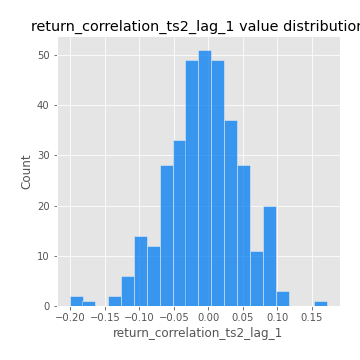 return_correlation_ts2_lag_1 value distribution
50
40
30
20
10
0
Count
−0.20 −0.15 −0.10 −0.05 0.00 0.05 0.10 0.15
return_correlation_ts2_lag_1